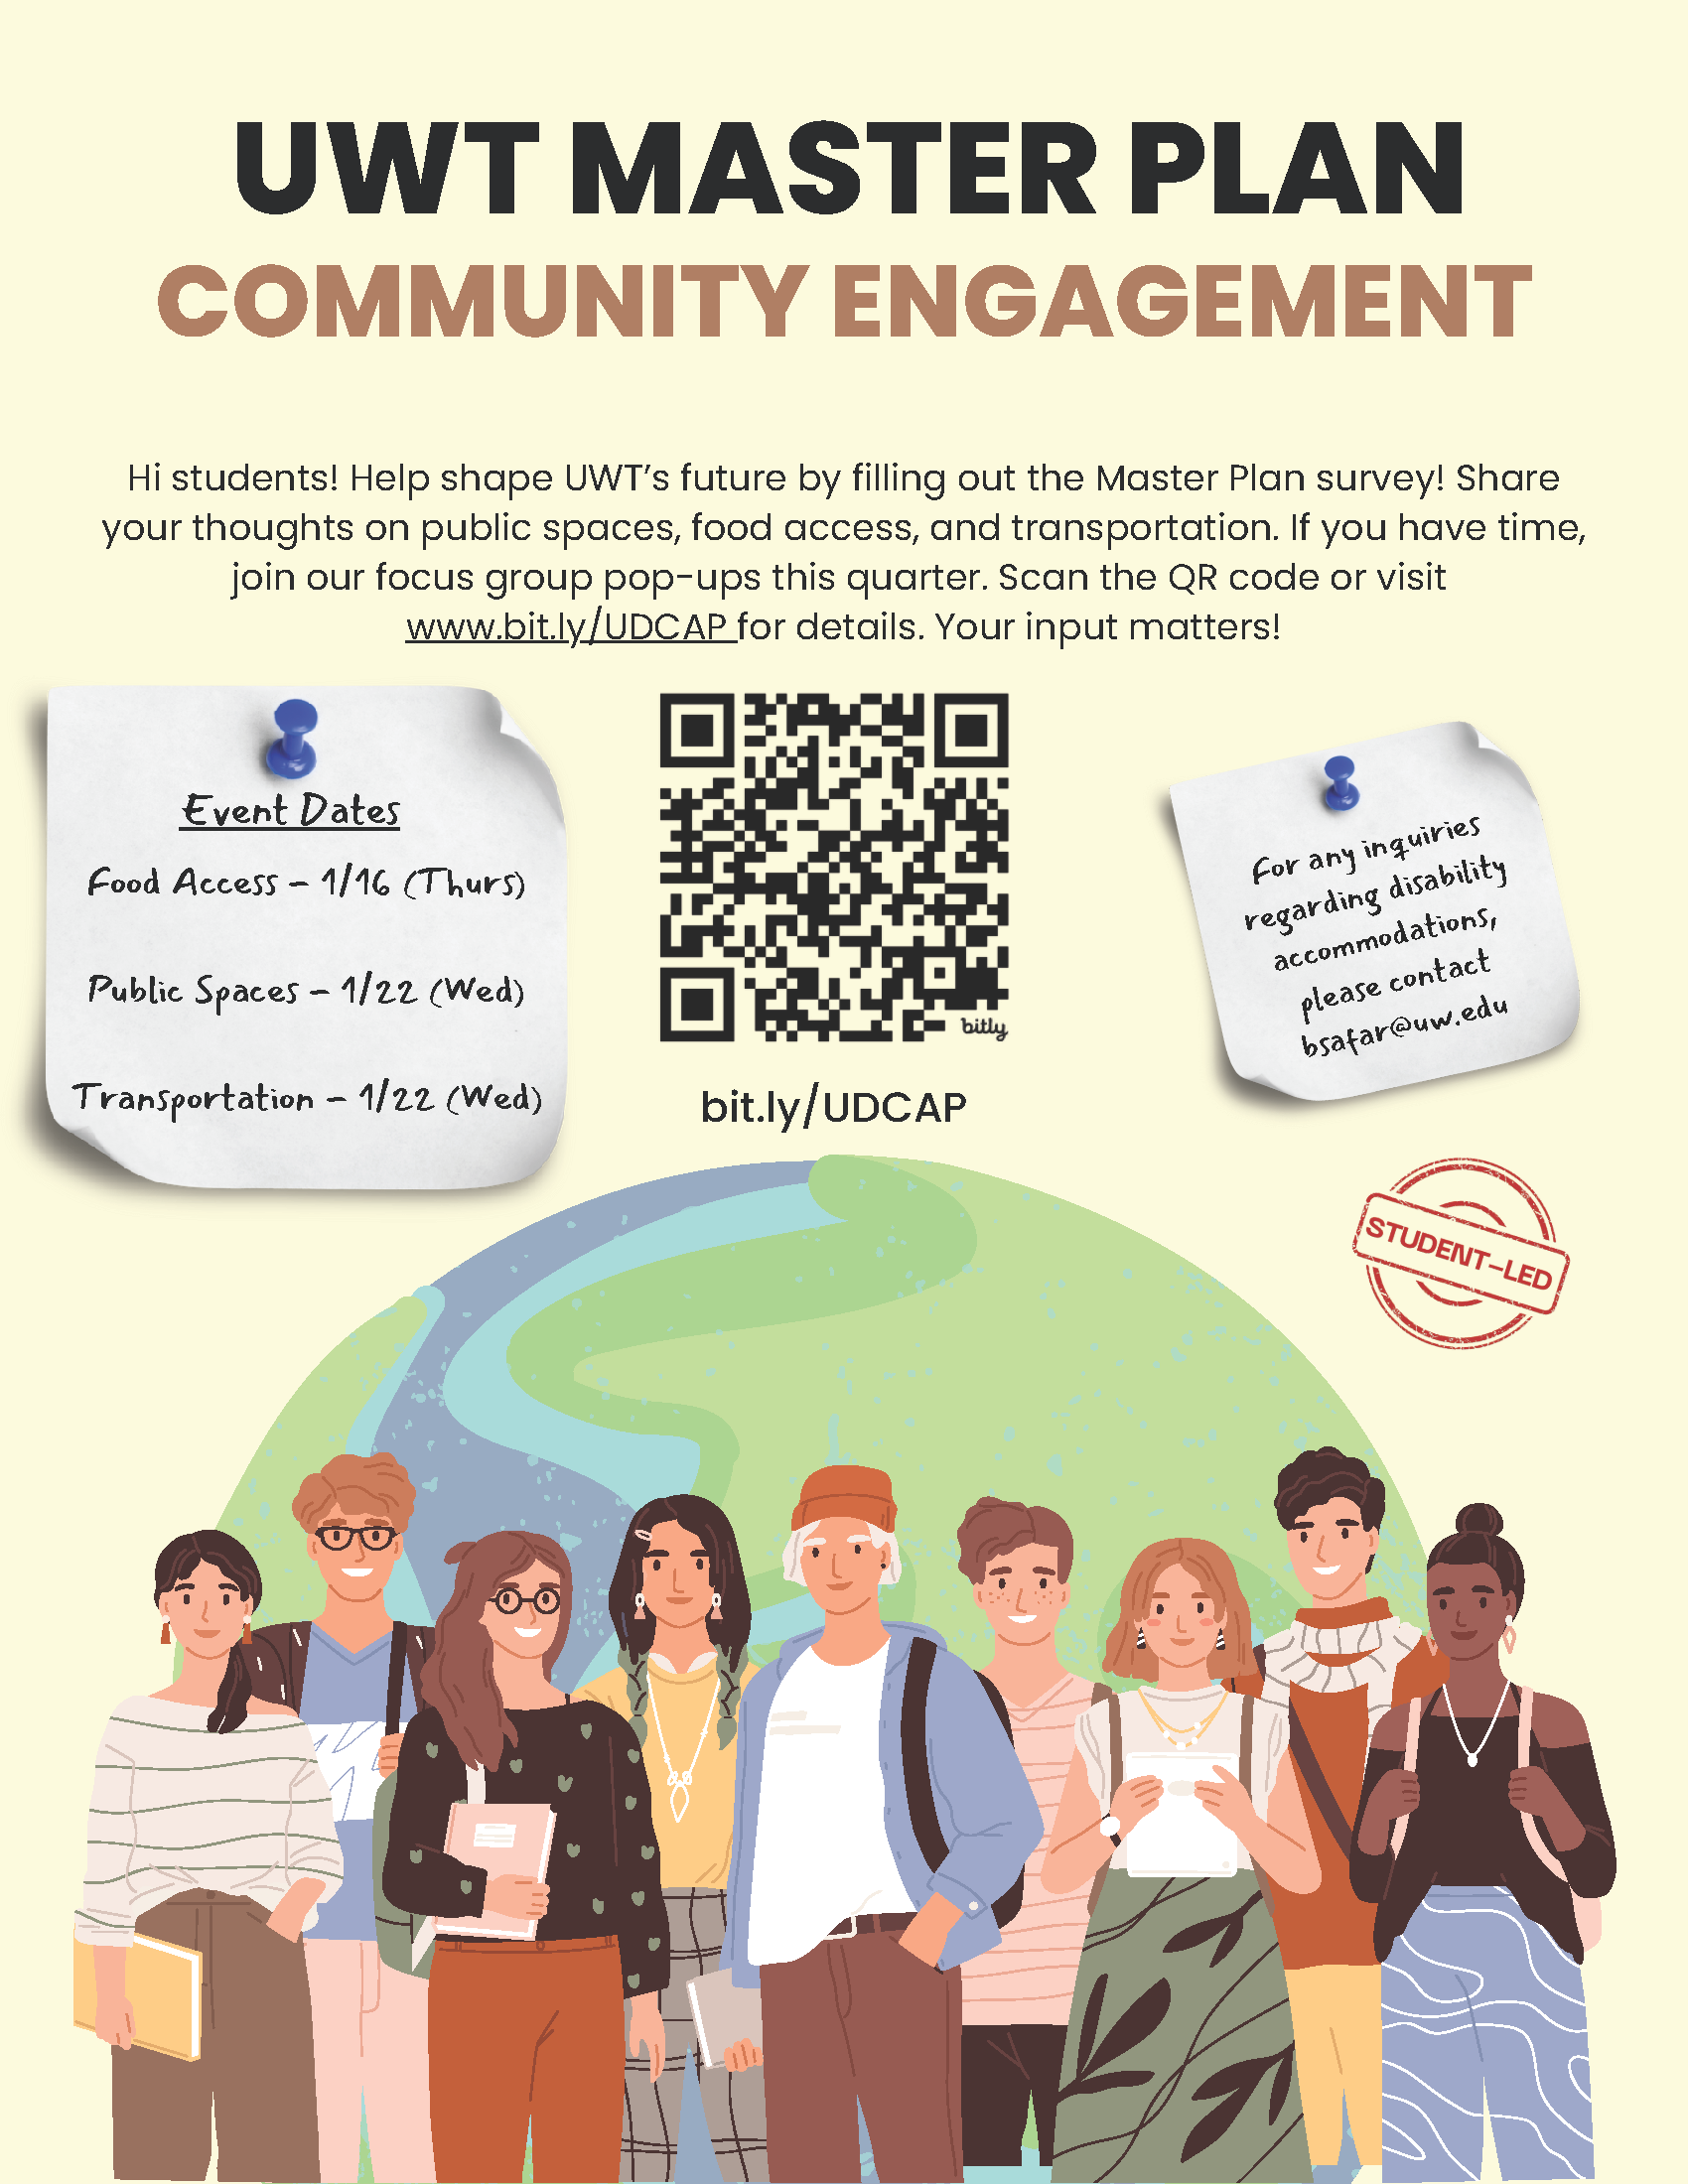 UWT MASTER PLAN
COMMUNITY ENGAGEMENT
Hi students! Help shape UWT’s future by filling out the Master Plan survey! Share
your thoughts on public spaces, food access, and transportation. If you have time,
join our focus group pop-ups this quarter. Scan the QR code or visit
www.bit.ly/UDCAP for details. Your input matters!
Event Dates
Food Access - 1/16 (Thurs)
Public Spaces - 1/22 (Wed)
Transportation - 1/22 (Wed)
bitly
bit.ly/UDCAP
For any inquiries
regarding disability
accommodations,
please contact
bsafar@uw.edu
STUDENT-LED